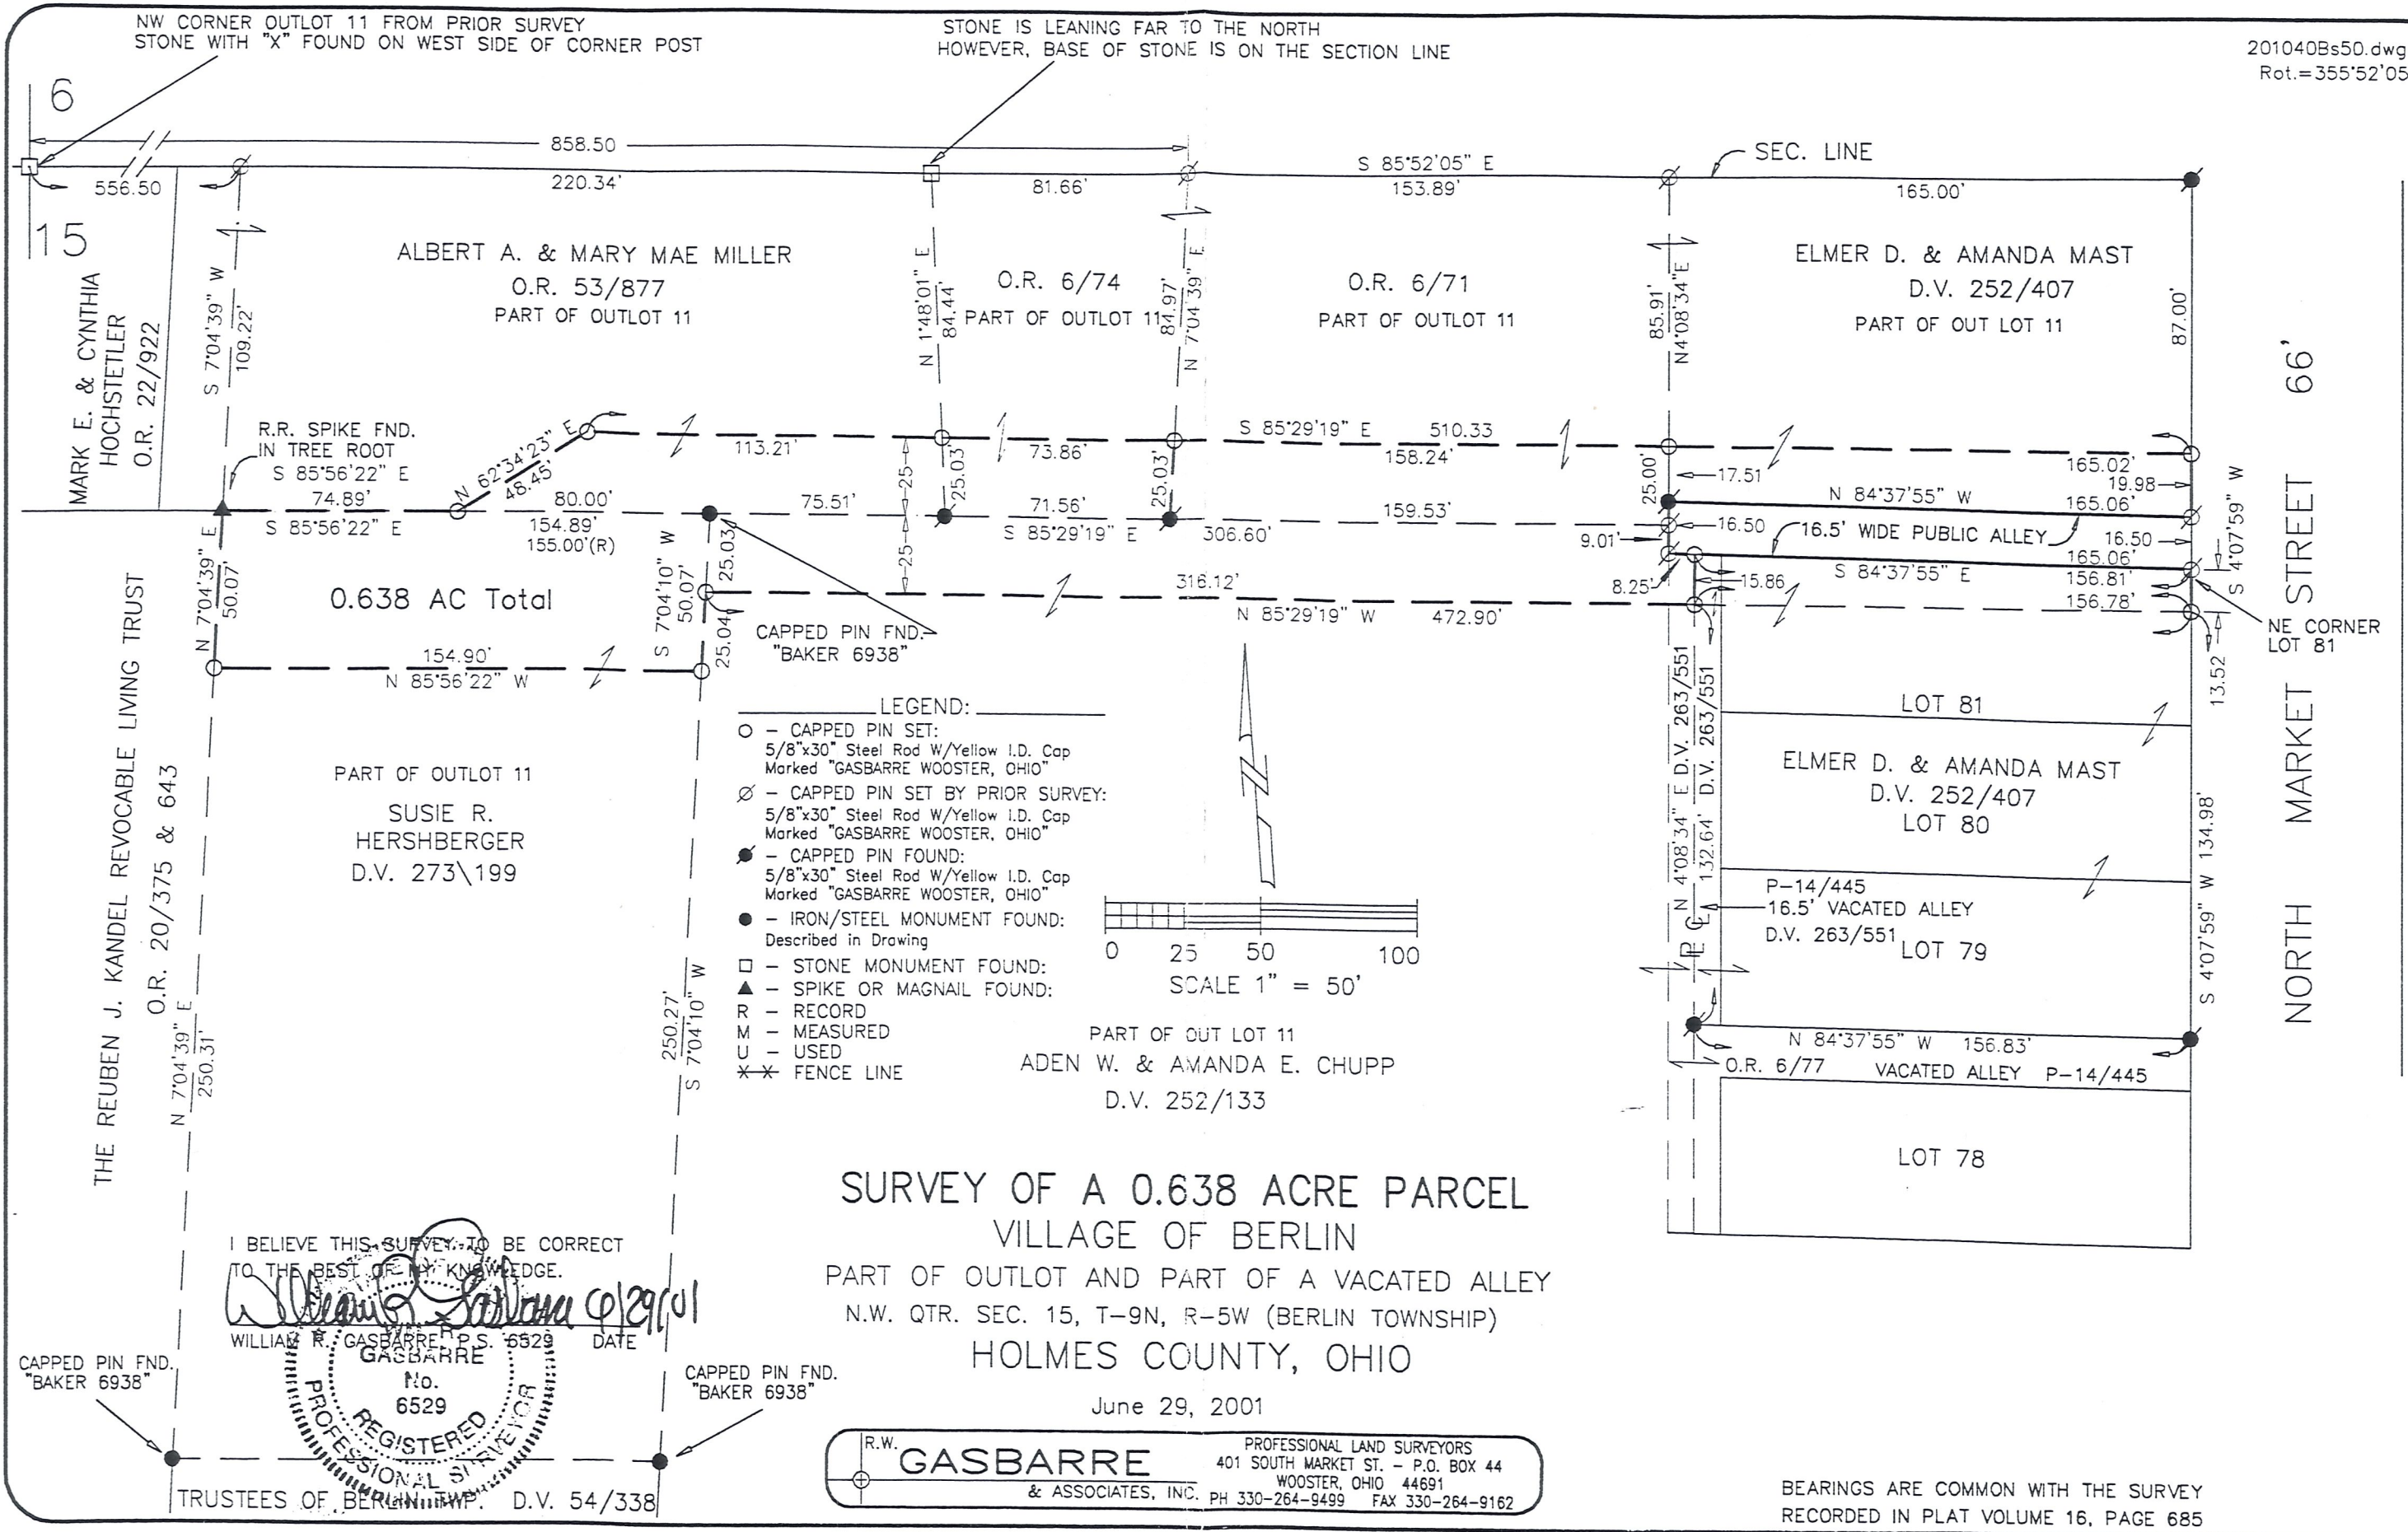 NW CORNER OUTLOT 11 FROM PRIOR SURVEY
STONE WITH "X" FOUND ON WEST SIDE OF CORNER POST
STONE IS LEANING FAR TO THE NORTH
HOWEVER, BASE OF STONE IS ON THE SECTION LINE
201040Bs50.dwg
Rot.=355°52'05
6
15
858.50
556.50
220.34'
81.66'
S 85°52'05" E
153.89'
SEC. LINE
165.00'
MARK E. & CYNTHIA
HOCHSTETLER
O.R. 22/922
S 7°04'39" W
109.22'
ALBERT A. & MARY MAE MILLER
O.R. 53/877
PART OF OUTLOT 11
N 1°48'01" E
84.44'
O.R. 6/74
PART OF OUTLOT 11
84.97'
N 7°04'39" E
O.R. 6/71
PART OF OUTLOT 11
85.91'
N4°08'34"E
ELMER D. & AMANDA MAST
D.V. 252/407
PART OF OUT LOT 11
87.00'
NORTH MARKET STREET 66'
R.R. SPIKE FND.
IN TREE ROOT
S 85°56'22" E
74.89'
S 85°56'22" E
N 62°34'23" E
48.45'
113.21'
80.00'
154.89'
155.00'(R)
75.51'
25
25
25.03'
73.86'
71.56'
S 85°29'19" E
25.03'
S 85°29'19" E 510.33
158.24'
159.53'
306.60'
25.00'
17.51
16.50
9.01'
8.25'
15.86
165.02'
19.98
N 84°37'55" W
165.06'
16.5' WIDE PUBLIC ALLEY
16.50
165.06'
S 84°37'55" E
156.81'
156.78'
S 4°07'59" W
NE CORNER
LOT 81
13.52
N 7°04'39" E
50.07'
0.638 AC Total
S 7°04'10" W
50.07'
25.03'
25.04'
316.12'
N 85°29'19" W 472.90'
CAPPED PIN FND.
"BAKER 6938"
154.90'
N 85°56'22" W
THE REUBEN J. KANDEL REVOCABLE LIVING TRUST
O.R. 20/375 & 643
N 7°04'39" E
250.31'
PART OF OUTLOT 11
SUSIE R.
HERSHBERGER
D.V. 273\199
250.27'
S 7°04'10" W
LEGEND:
- CAPPED PIN SET:
5/8"x30" Steel Rod W/Yellow I.D. Cap
Marked "GASBARRE WOOSTER, OHIO"
- CAPPED PIN SET BY PRIOR SURVEY:
5/8"x30" Steel Rod W/Yellow I.D. Cap
Marked "GASBARRE WOOSTER, OHIO"
- CAPPED PIN FOUND:
5/8"x30" Steel Rod W/Yellow I.D. Cap
Marked "GASBARRE WOOSTER, OHIO"
- IRON/STEEL MONUMENT FOUND:
Described in Drawing
- STONE MONUMENT FOUND:
- SPIKE OR MAGNAIL FOUND:
R - RECORD
M - MEASURED
U - USED
X X FENCE LINE
0 25 50 100
SCALE 1" = 50'
PART OF OUT LOT 11
ADEN W. & AMANDA E. CHUPP
D.V. 252/133
N 4°08'34" E D.V. 263/551
132.64' D.V. 263/551
LOT 81
ELMER D. & AMANDA MAST
D.V. 252/407
LOT 80
P-14/445
16.5' VACATED ALLEY
D.V. 263/551
LOT 79
S 4°07'59" W 134.98'
N 84°37'55" W 156.83'
O.R. 6/77 VACATED ALLEY P-14/445
LOT 78
SURVEY OF A 0.638 ACRE PARCEL
VILLAGE OF BERLIN
PART OF OUTLOT AND PART OF A VACATED ALLEY
N.W. QTR. SEC. 15, T-9N, R-5W (BERLIN TOWNSHIP)
HOLMES COUNTY, OHIO
June 29, 2001
I BELIEVE THIS SURVEY TO BE CORRECT
TO THE BEST OF MY KNOWLEDGE.
William R. Gasbarre 6/29/01
WILLIAM R. GASBARRE, P.S. 6529 DATE
WM. R.
GASBARRE
No.
6529
REGISTERED
PROFESSIONAL SURVEYOR
CAPPED PIN FND.
"BAKER 6938"
CAPPED PIN FND.
"BAKER 6938"
TRUSTEES OF BERLIN TWP. D.V. 54/338
R.W.
GASBARRE
& ASSOCIATES, INC.
PROFESSIONAL LAND SURVEYORS
401 SOUTH MARKET ST. - P.O. BOX 44
WOOSTER, OHIO 44691
PH 330-264-9499 FAX 330-264-9162
BEARINGS ARE COMMON WITH THE SURVEY
RECORDED IN PLAT VOLUME 16, PAGE 685